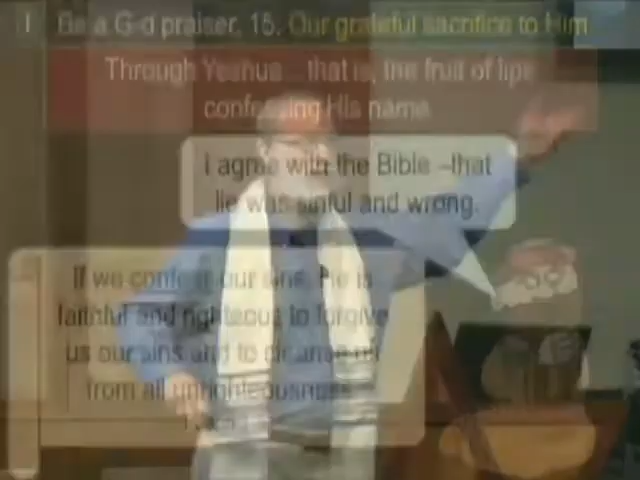 I Be a G-d praiser, 15. Our grateful sacrifice to Him
Through Yeshua... that is, the fruit of lips
confessing His name.
I agree with the Bible –that
lie was sinful and wrong.
If we confess our sins, He is
faithful and righteous to forgive
us our sins and to cleanse us
from all unrighteousness.